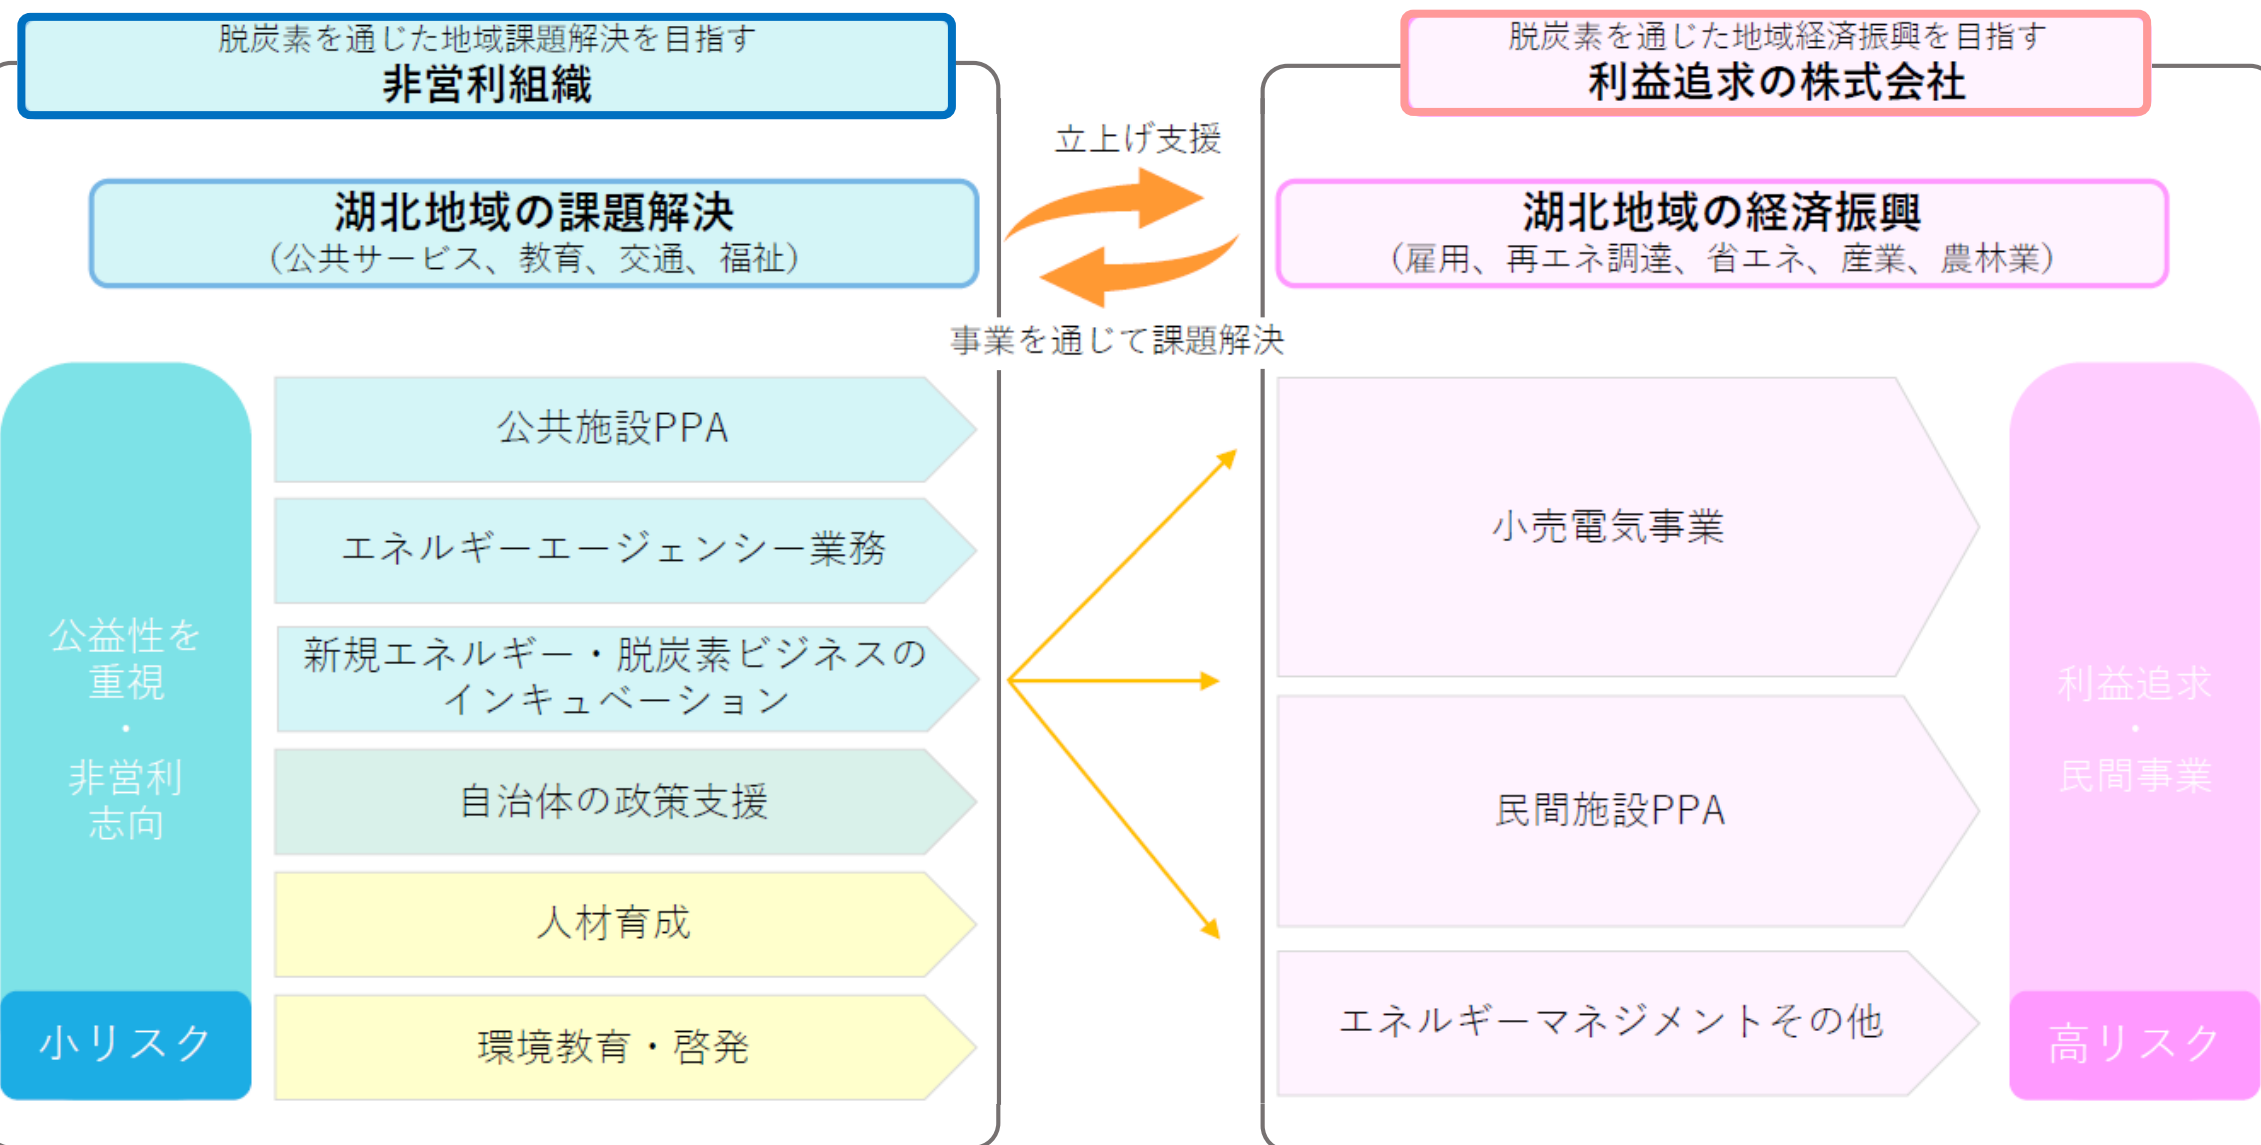 脱炭素を通じた地域課題解決を目指す
非営利組織
湖北地域の課題解決
（公共サービス、教育、交通、福祉）
公益性を
重視
・
非営利
志向
小リスク
公共施設PPA
エネルギーエージェンシー業務
新規エネルギー・脱炭素ビジネスの
インキュベーション
自治体の政策支援
人材育成
環境教育・啓発
立上げ支援
事業を通じて課題解決
脱炭素を通じた地域経済振興を目指す
利益追求の株式会社
湖北地域の経済振興
（雇用、再エネ調達、省エネ、産業、農林業）
小売電気事業
民間施設PPA
エネルギーマネジメントその他
利益追求
・
民間事業
高リスク